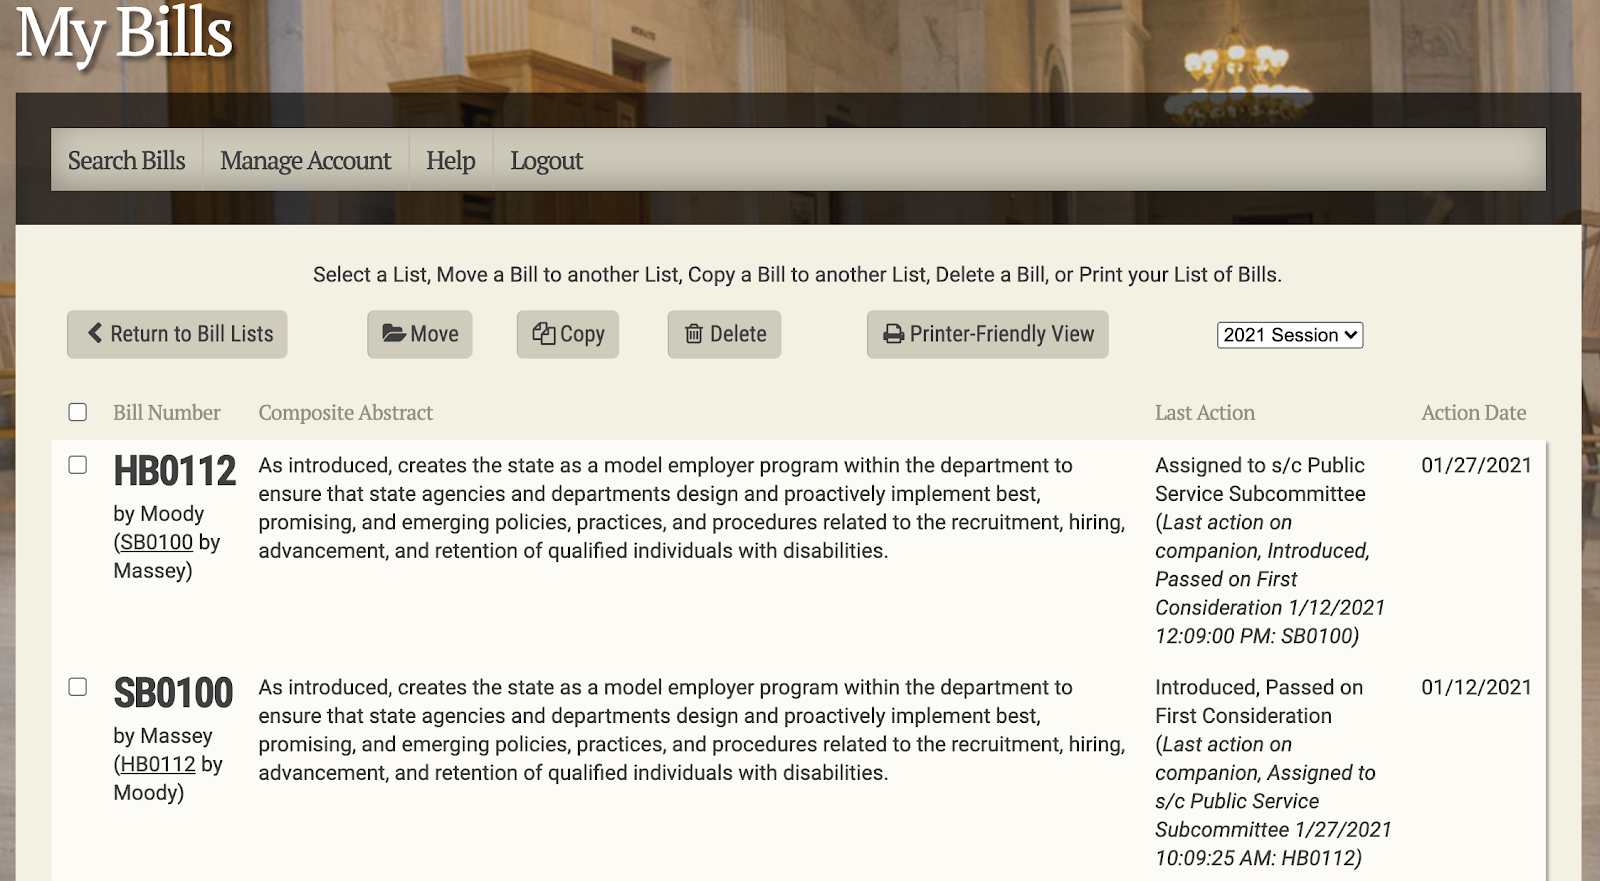 My Bills
SENATE
Search Bills Manage Account Help Logout
Select a List, Move a Bill to another List, Copy a Bill to another List, Delete a Bill, or Print your List of Bills.
Return to Bill Lists Move Copy Delete Printer-Friendly View 2021 Session
Bill Number Composite Abstract Last Action Action Date
HB0112
by Moody
(SB0100 by
Massey)
As introduced, creates the state as a model employer program within the department to
ensure that state agencies and departments design and proactively implement best,
promising, and emerging policies, practices, and procedures related to the recruitment, hiring,
advancement, and retention of qualified individuals with disabilities.
Assigned to s/c Public
Service Subcommittee
(Last action on
companion, Introduced,
Passed on First
Consideration 1/12/2021
12:09:00 PM: SB0100)
01/27/2021
SB0100
by Massey
(HB0112 by
Moody)
As introduced, creates the state as a model employer program within the department to
ensure that state agencies and departments design and proactively implement best,
promising, and emerging policies, practices, and procedures related to the recruitment, hiring,
advancement, and retention of qualified individuals with disabilities.
Introduced, Passed on
First Consideration
(Last action on
companion, Assigned to
s/c Public Service
Subcommittee 1/27/2021
10:09:25 AM: HB0112)
01/12/2021